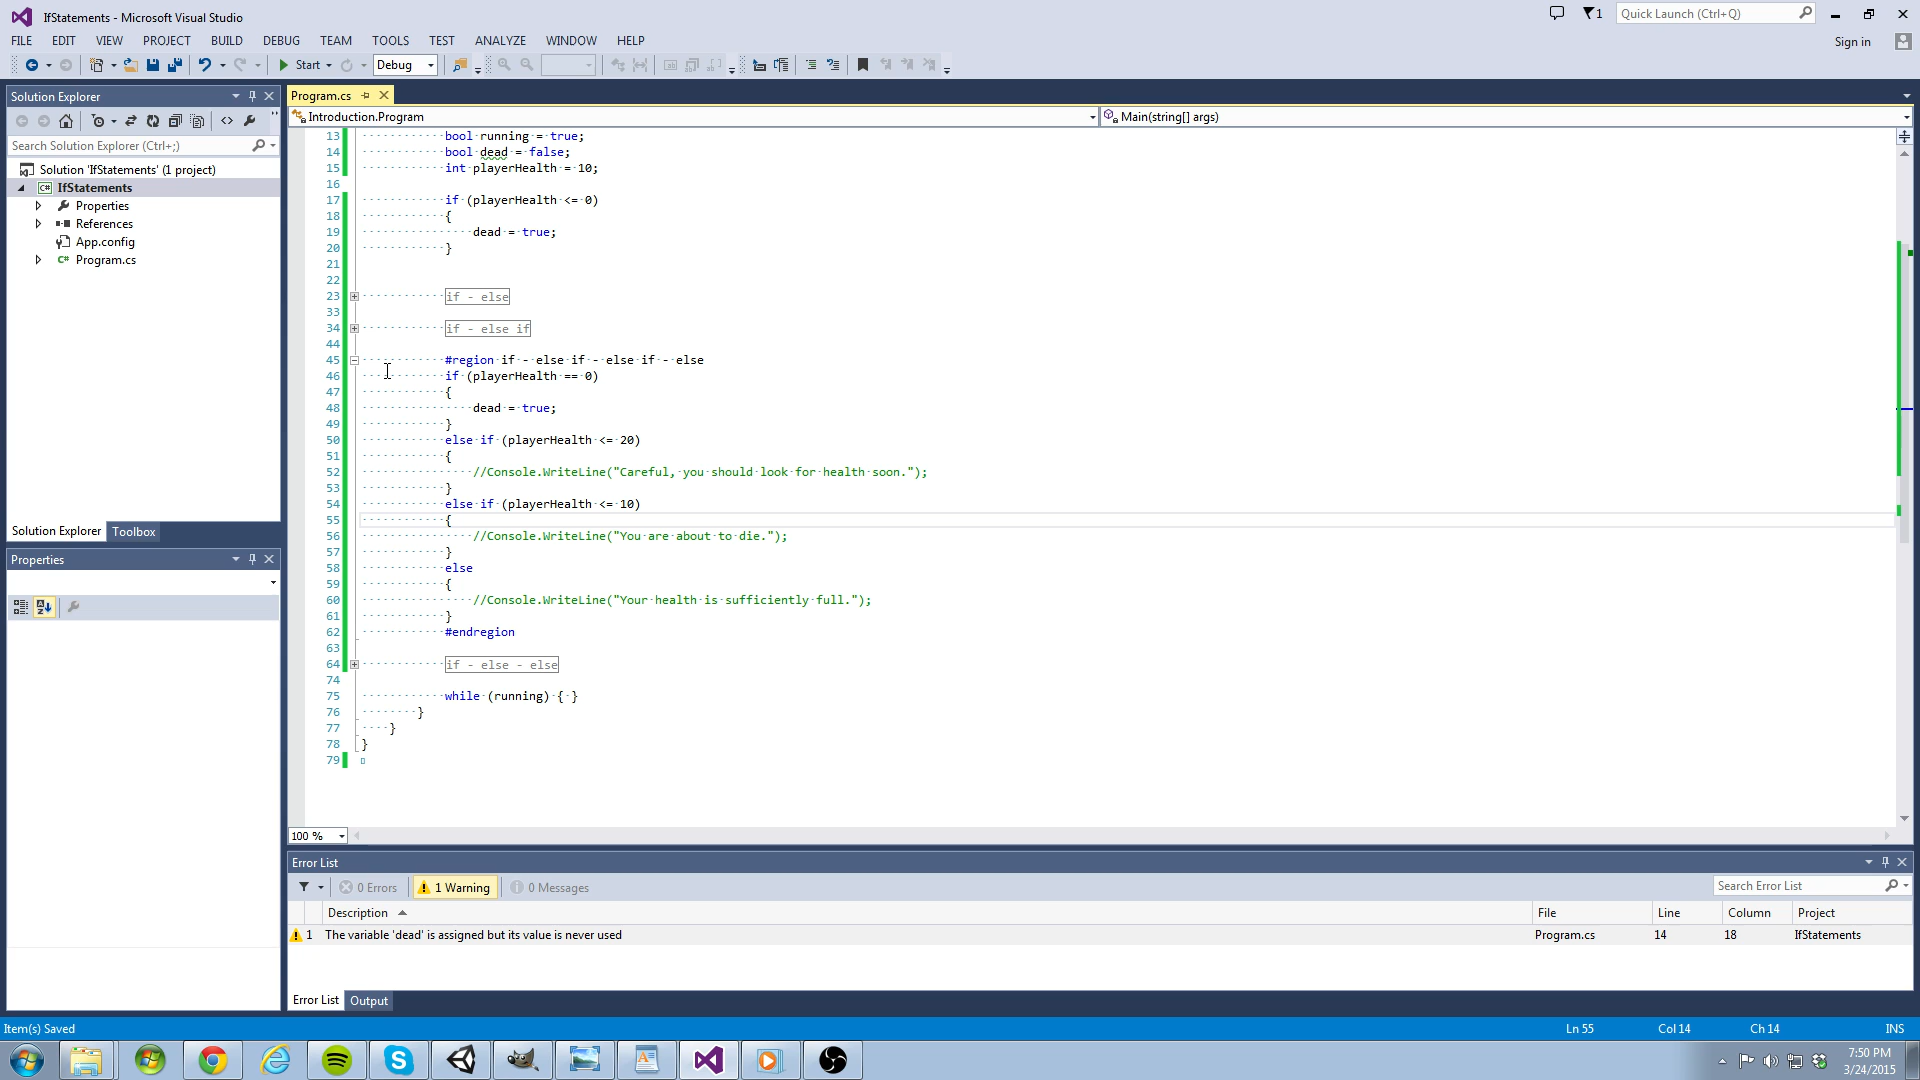 IfStatements - Microsoft Visual Studio
1
Quick Launch (Ctrl+Q)
FILE EDIT VIEW PROJECT BUILD DEBUG TEAM TOOLS TEST ANALYZE WINDOW HELP
Sign in
Start Debug
Solution Explorer
Search Solution Explorer (Ctrl+;)
Solution 'IfStatements' (1 project)
C# IfStatements
Properties
References
App.config
C# Program.cs
Solution Explorer Toolbox
Properties
Program.cs
Introduction.Program
Main(string[] args)
13 bool running = true;
14 bool dead = false;
15 int playerHealth = 10;
16
17 if (playerHealth <= 0)
18 {
19 dead = true;
20 }
21
22
23 if - else
33
34 if - else if
44
45 #region if - else if - else if - else
46 if (playerHealth == 0)
47 {
48 dead = true;
49 }
50 else if (playerHealth <= 20)
51 {
52 //Console.WriteLine("Careful, you should look for health soon.");
53 }
54 else if (playerHealth <= 10)
55 {
56 //Console.WriteLine("You are about to die.");
57 }
58 else
59 {
60 //Console.WriteLine("Your health is sufficiently full.");
61 }
62 #endregion
63
64 if - else - else
74
75 while (running) { }
76 }
77 }
78 }
79
100 %
Error List
0 Errors 1 Warning 0 Messages
Search Error List
Description File Line Column Project
1 The variable 'dead' is assigned but its value is never used Program.cs 14 18 IfStatements
Error List Output
Item(s) Saved Ln 55 Col 14 Ch 14 INS
7:50 PM
3/24/2015